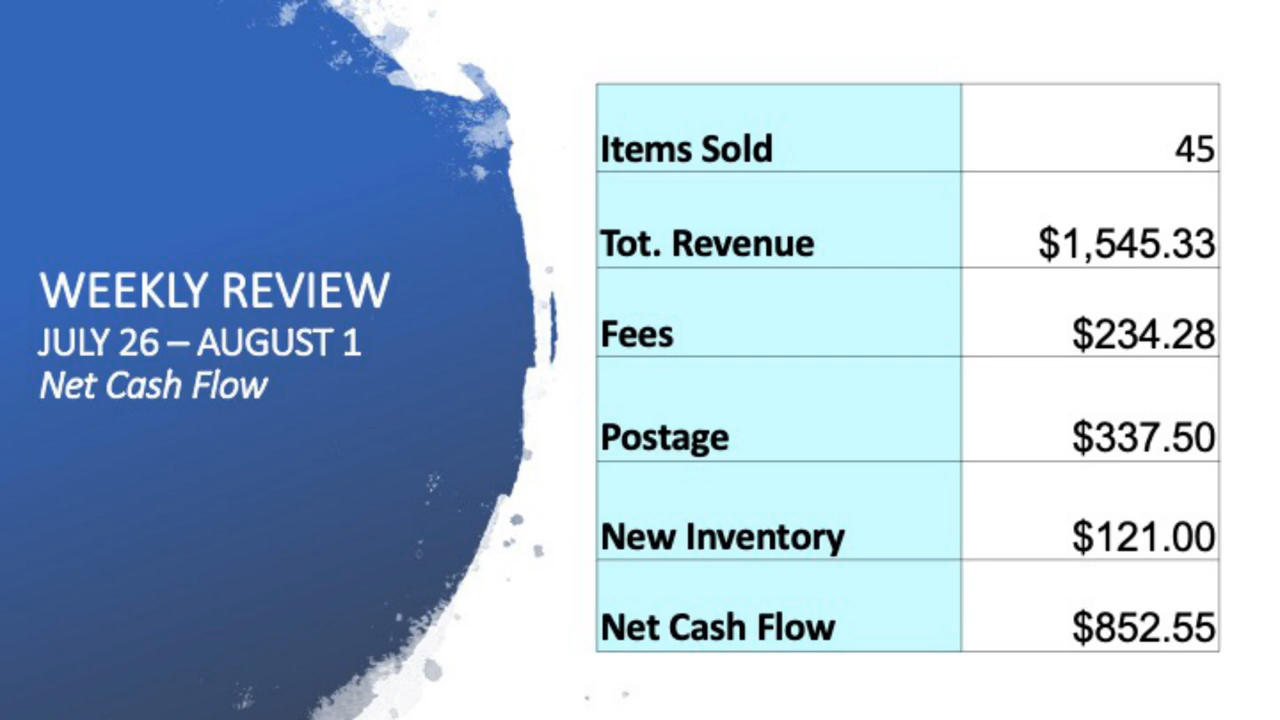 WEEKLY REVIEW
JULY 26 – AUGUST 1
Net Cash Flow
Items Sold 45
Tot. Revenue $1,545.33
Fees $234.28
Postage $337.50
New Inventory $121.00
Net Cash Flow $852.55